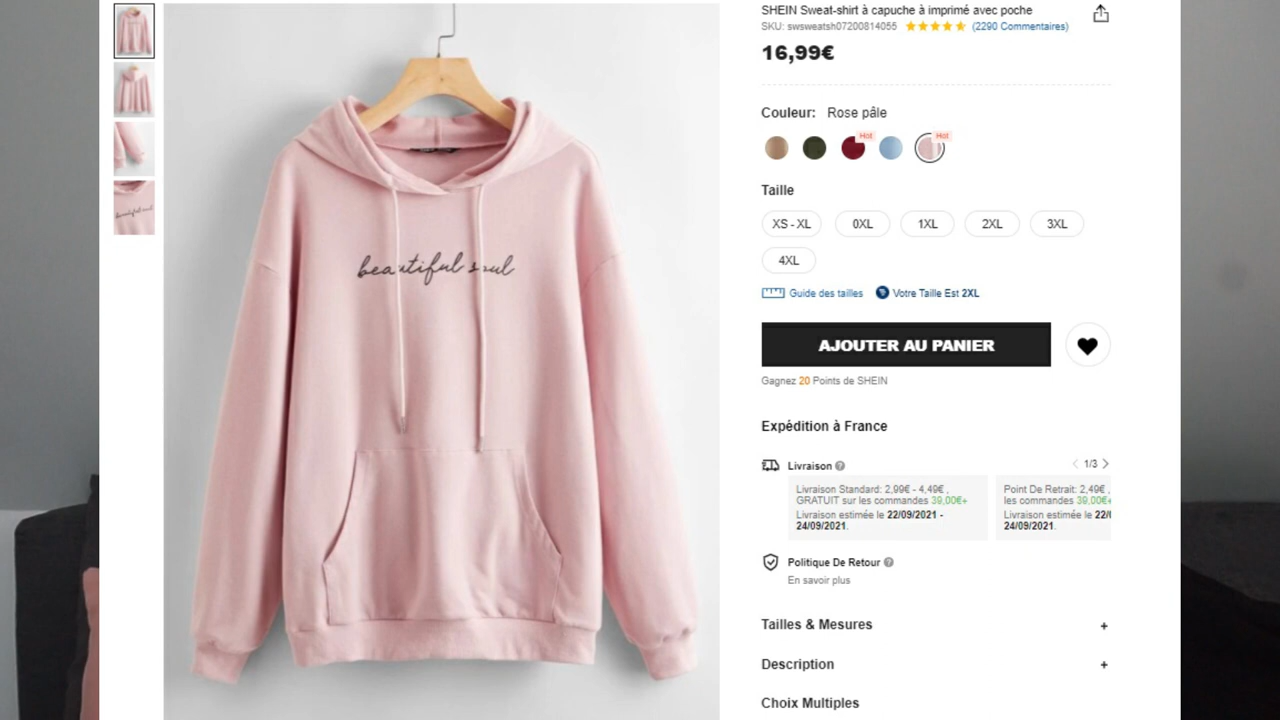 SHEIN Sweat-shirt à capuche à imprimé avec poche
SKU: swsweatsh07200814055 (2290 Commentaires)
16,99€
Couleur: Rose pâle
Hot
Hot
Taille
XS - XL
0XL
1XL
2XL
3XL
4XL
Guide des tailles
Votre Taille Est 2XL
AJOUTER AU PANIER
Gagnez 20 Points de SHEIN
Expédition à France
Livraison ?
1/3
Livraison Standard: 2,99€ - 4,49€ ,
GRATUIT sur les commandes 39,00€+
Livraison estimée le 22/09/2021 -
24/09/2021.
Point De Retrait: 2,49€ ,
les commandes 39,00€+
Livraison estimée le 22/
24/09/2021.
Politique De Retour ?
En savoir plus
Tailles & Mesures +
Description +
Choix Multiples
beautiful soul
beautiful soul